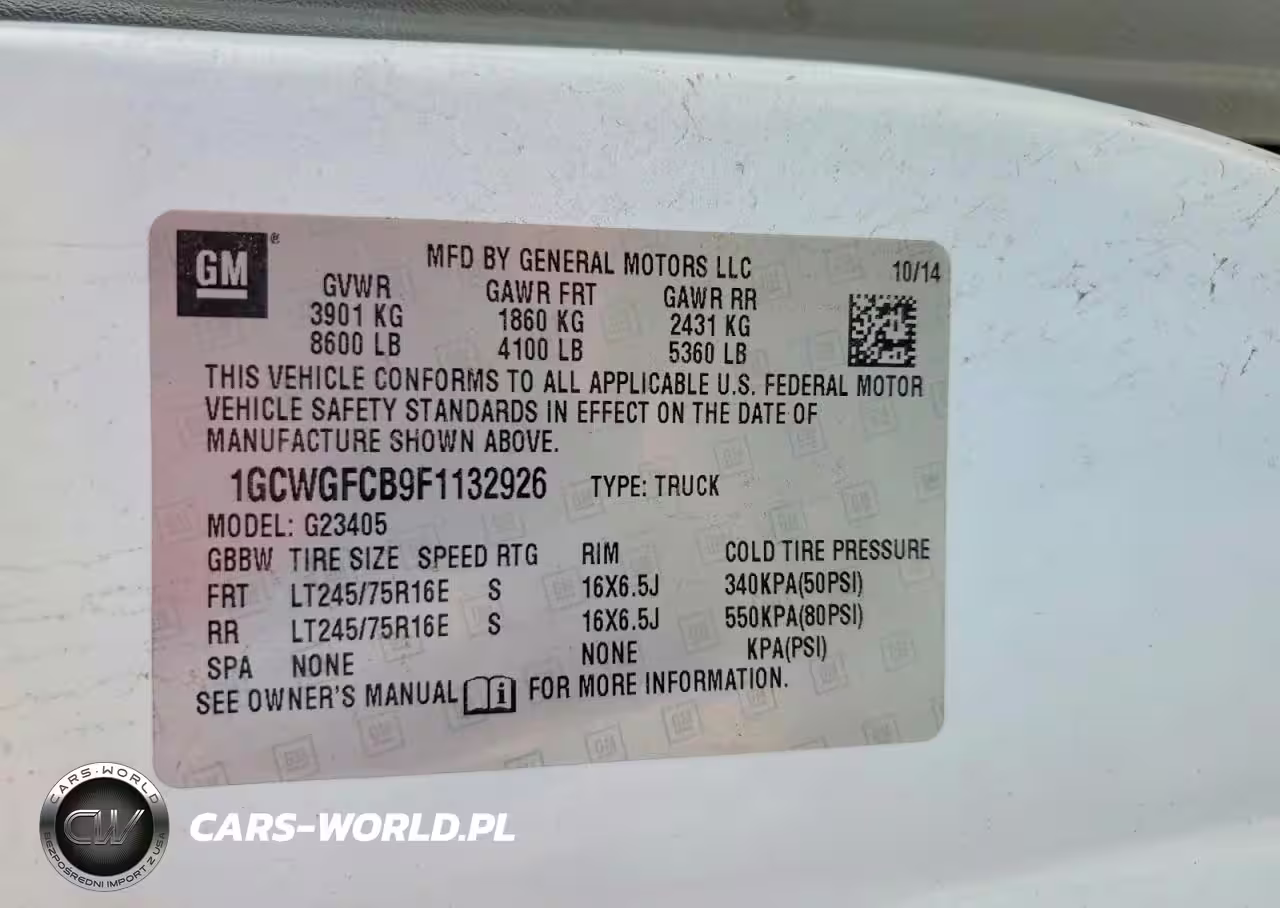 GM ®
MFD BY GENERAL MOTORS LLC
10/14
GVWR GAWR FRT GAWR RR
3901 KG 1860 KG 2431 KG
8600 LB 4100 LB 5360 LB
THIS VEHICLE CONFORMS TO ALL APPLICABLE U.S. FEDERAL MOTOR
VEHICLE SAFETY STANDARDS IN EFFECT ON THE DATE OF
MANUFACTURE SHOWN ABOVE.
1GCWGFCB9F1132926 TYPE: TRUCK
MODEL: G23405
GBBW TIRE SIZE SPEED RTG RIM COLD TIRE PRESSURE
FRT LT245/75R16E S 16X6.5J 340KPA(50PSI)
RR LT245/75R16E S 16X6.5J 550KPA(80PSI)
SPA NONE NONE KPA(PSI)
SEE OWNER'S MANUAL i FOR MORE INFORMATION.
CARS-WORLD
CW
BEZPOŚREDNI IMPORT Z USA
CARS-WORLD.PL